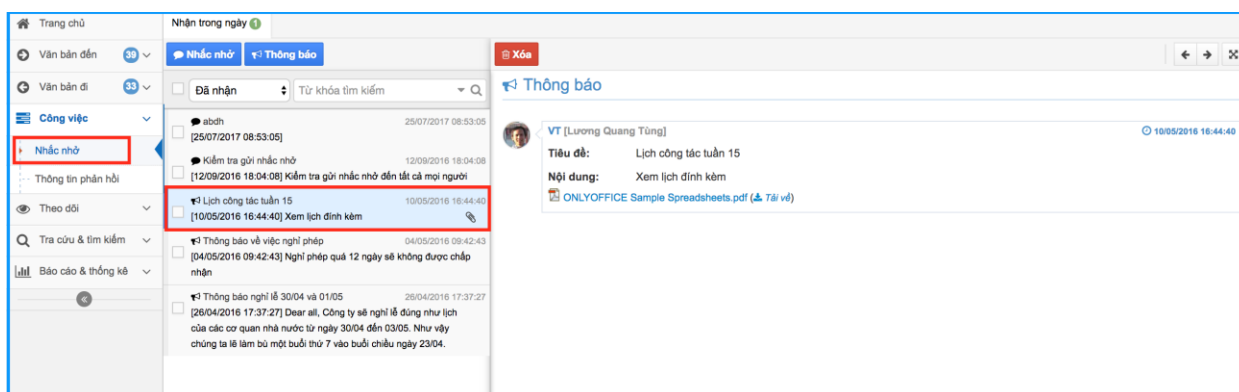 Trang chủ
Văn bản đến 39
Văn bản đi 33
Công việc
Nhắc nhở
Thông tin phản hồi
Theo dõi
Tra cứu & tìm kiếm
Báo cáo & thống kê
Nhận trong ngày 1
Nhắc nhở Thông báo
Đã nhận Từ khóa tìm kiếm
abdh 25/07/2017 08:53:05
[25/07/2017 08:53:05]
Kiểm tra gửi nhắc nhở 12/09/2016 18:04:08
[12/09/2016 18:04:08] Kiểm tra gửi nhắc nhở đến tất cả mọi người
Lịch công tác tuần 15 10/05/2016 16:44:40
[10/05/2016 16:44:40] Xem lịch đính kèm
Thông báo về việc nghỉ phép 04/05/2016 09:42:43
[04/05/2016 09:42:43] Nghỉ phép quá 12 ngày sẽ không được chấp
nhận
Thông báo nghỉ lễ 30/04 và 01/05 26/04/2016 17:37:27
[26/04/2016 17:37:27] Dear all, Công ty sẽ nghỉ lễ đúng như lịch
của các cơ quan nhà nước từ ngày 30/04 đến 03/05. Như vậy
chúng ta lẽ làm bù một buổi thứ 7 vào buổi chiều ngày 23/04.
Xóa
Thông báo
VT [Lương Quang Tùng] 10/05/2016 16:44:40
Tiêu đề: Lịch công tác tuần 15
Nội dung: Xem lịch đính kèm
ONLYOFFICE Sample Spreadsheets.pdf (Tải về)